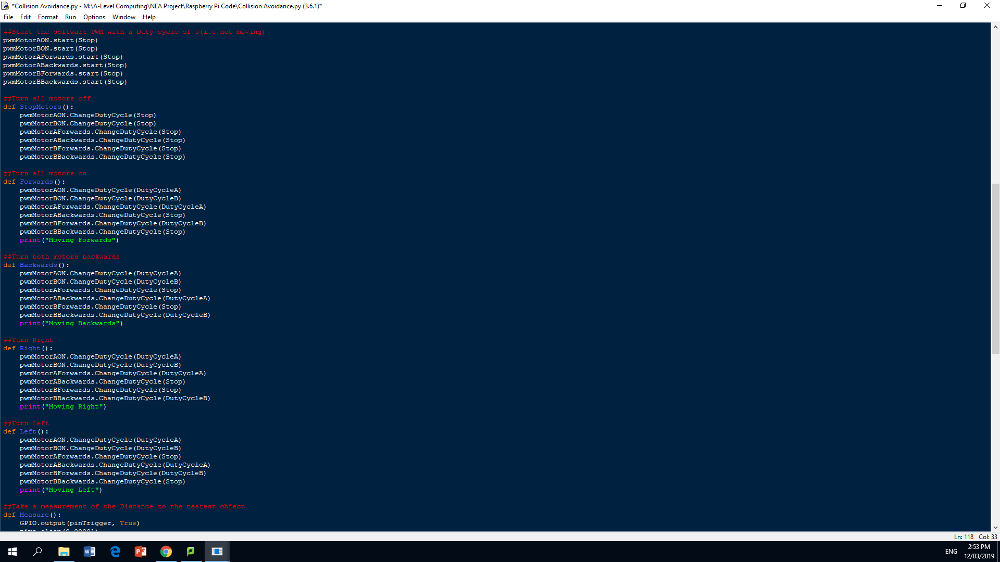 *Collision Avoidance.py - M:\A-Level Computing\NEA Project\Raspberry Pi Code\Collision Avoidance.py (3.6.1)*
File Edit Format Run Options Window Help
##Start the software PWM with a Duty cycle of 0(i.e not moving)
pwmMotorAON.start(Stop)
pwmMotorBON.start(Stop)
pwmMotorAForwards.start(Stop)
pwmMotorABackwards.start(Stop)
pwmMotorBForwards.start(Stop)
pwmMotorBBackwards.start(Stop)
##Turn all motors off
def StopMotors():
    pwmMotorAON.ChangeDutyCycle(Stop)
    pwmMotorBON.ChangeDutyCycle(Stop)
    pwmMotorAForwards.ChangeDutyCycle(Stop)
    pwmMotorABackwards.ChangeDutyCycle(Stop)
    pwmMotorBForwards.ChangeDutyCycle(Stop)
    pwmMotorBBackwards.ChangeDutyCycle(Stop)
##Turn all motors on
def Forwards():
    pwmMotorAON.ChangeDutyCycle(DutyCycleA)
    pwmMotorBON.ChangeDutyCycle(DutyCycleB)
    pwmMotorAForwards.ChangeDutyCycle(DutyCycleA)
    pwmMotorABackwards.ChangeDutyCycle(Stop)
    pwmMotorBForwards.ChangeDutyCycle(DutyCycleB)
    pwmMotorBBackwards.ChangeDutyCycle(Stop)
    print("Moving Forwards")
##Turn both motors backwards
def Backwards():
    pwmMotorAON.ChangeDutyCycle(DutyCycleA)
    pwmMotorBON.ChangeDutyCycle(DutyCycleB)
    pwmMotorAForwards.ChangeDutyCycle(Stop)
    pwmMotorABackwards.ChangeDutyCycle(DutyCycleA)
    pwmMotorBForwards.ChangeDutyCycle(Stop)
    pwmMotorBBackwards.ChangeDutyCycle(DutyCycleB)
    print("Moving Backwards")
##Turn Right
def Right():
    pwmMotorAON.ChangeDutyCycle(DutyCycleA)
    pwmMotorBON.ChangeDutyCycle(DutyCycleB)
    pwmMotorAForwards.ChangeDutyCycle(DutyCycleA)
    pwmMotorABackwards.ChangeDutyCycle(Stop)
    pwmMotorBForwards.ChangeDutyCycle(Stop)
    pwmMotorBBackwards.ChangeDutyCycle(DutyCycleB)
    print("Moving Right")
##Turn Left
def Left():
    pwmMotorAON.ChangeDutyCycle(DutyCycleA)
    pwmMotorBON.ChangeDutyCycle(DutyCycleB)
    pwmMotorAForwards.ChangeDutyCycle(Stop)
    pwmMotorABackwards.ChangeDutyCycle(DutyCycleA)
    pwmMotorBForwards.ChangeDutyCycle(DutyCycleB)
    pwmMotorBBackwards.ChangeDutyCycle(Stop)
    print("Moving Left")
##Take a measurement of the Distance to the nearest object
def Measure():
    GPIO.output(pinTrigger, True)
Ln: 118 Col: 33
ENG
2:53 PM
12/03/2019